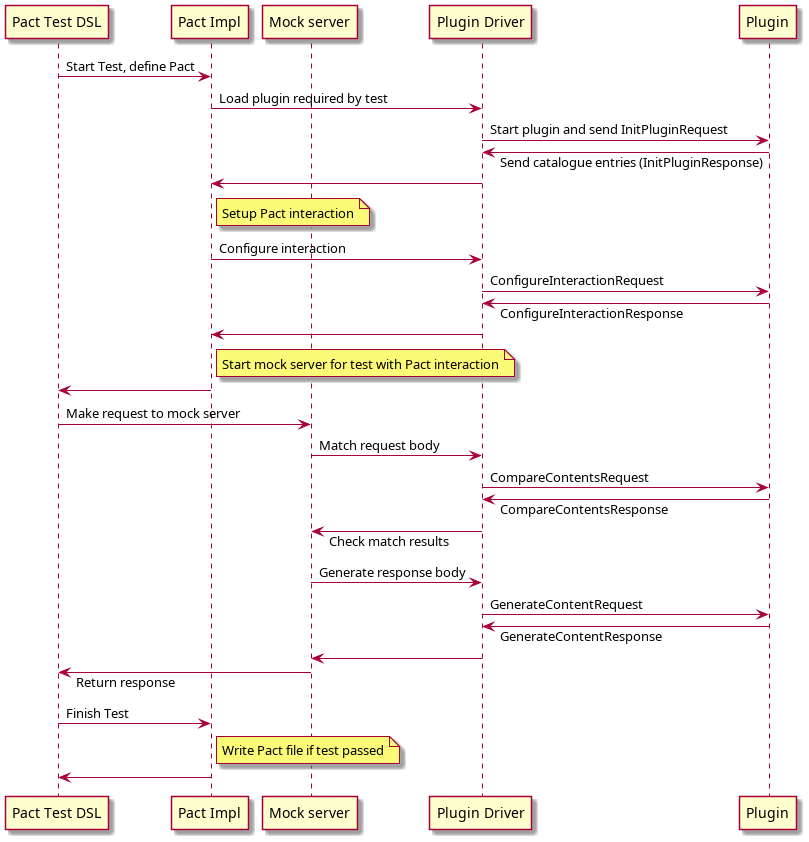 Pact Test DSL
Pact Impl
Mock server
Plugin Driver
Plugin
Start Test, define Pact
Load plugin required by test
Start plugin and send InitPluginRequest
Send catalogue entries (InitPluginResponse)
Setup Pact interaction
Configure interaction
ConfigureInteractionRequest
ConfigureInteractionResponse
Start mock server for test with Pact interaction
Make request to mock server
Match request body
CompareContentsRequest
CompareContentsResponse
Check match results
Generate response body
GenerateContentRequest
GenerateContentResponse
Return response
Finish Test
Write Pact file if test passed
Pact Test DSL
Pact Impl
Mock server
Plugin Driver
Plugin